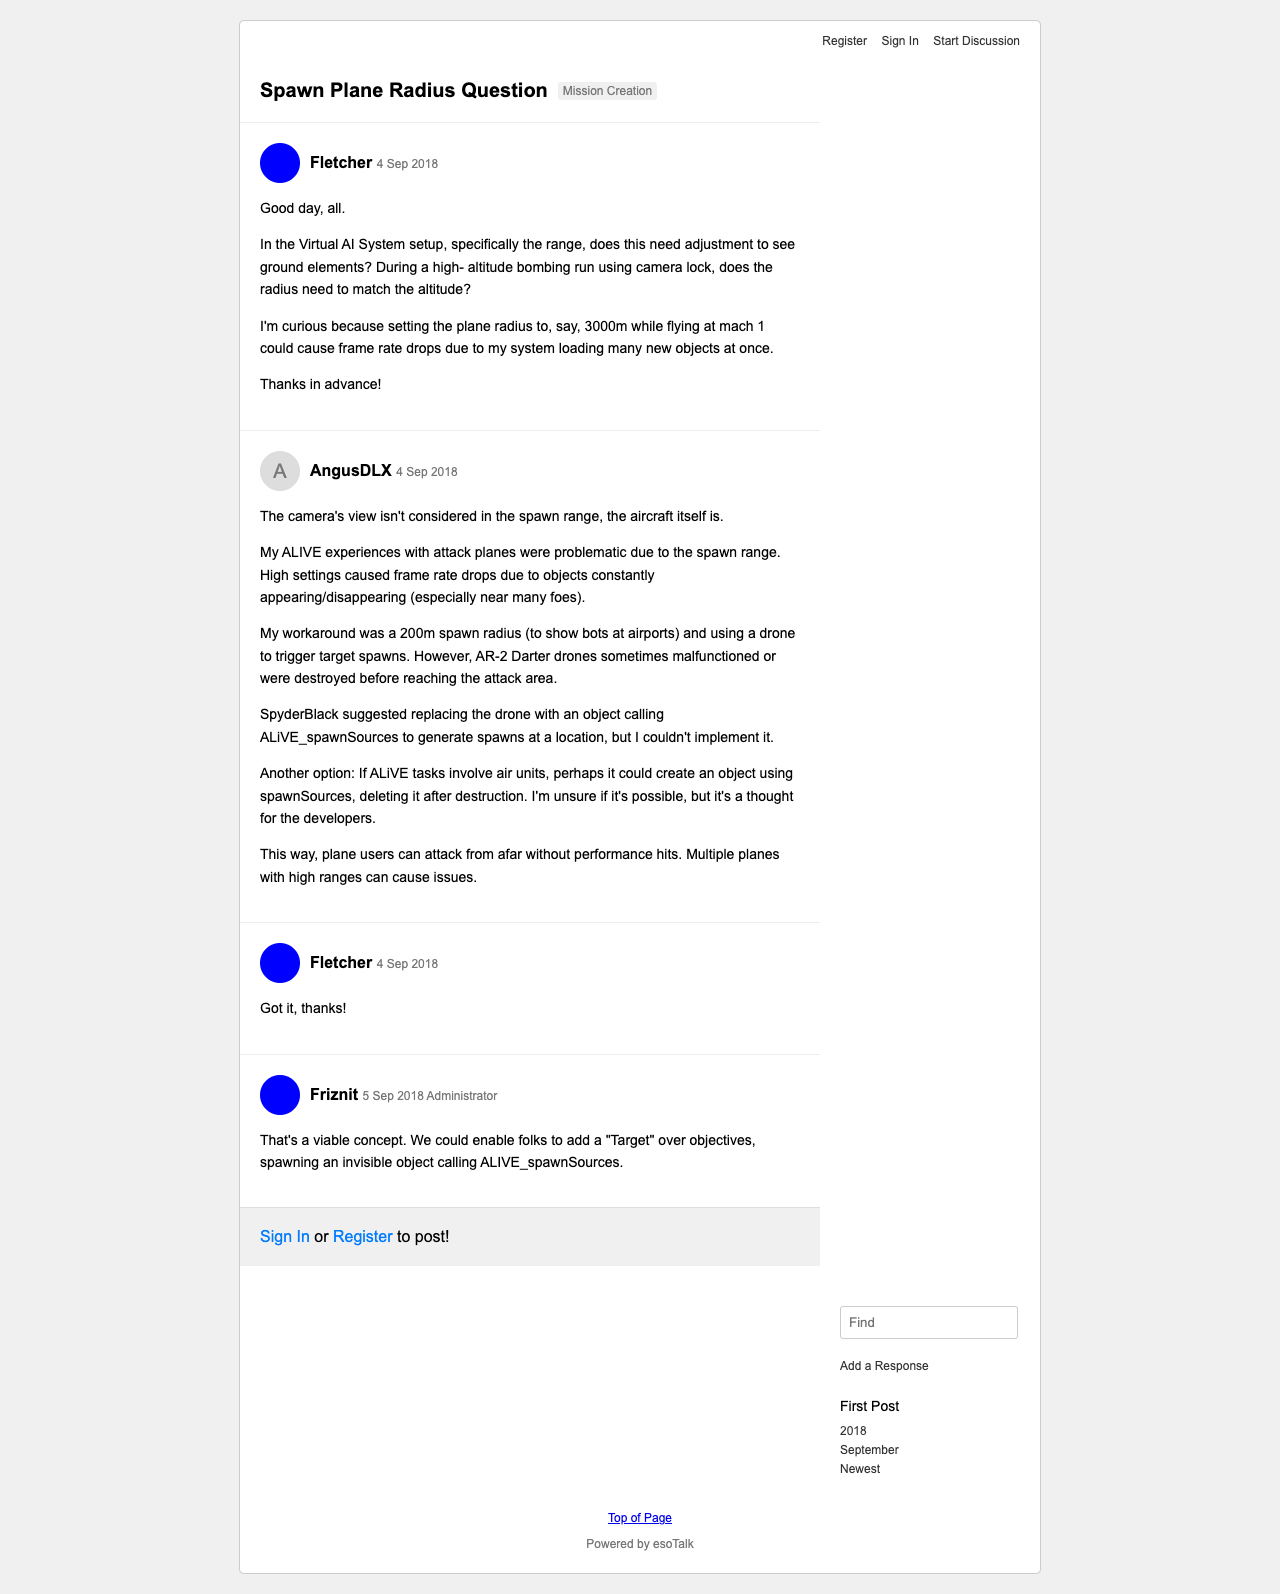 Register Sign In Start Discussion
Spawn Plane Radius Question Mission Creation
Fletcher 4 Sep 2018
Good day, all.
In the Virtual AI System setup, specifically the range, does this need adjustment to see
ground elements? During a high- altitude bombing run using camera lock, does the
radius need to match the altitude?
I'm curious because setting the plane radius to, say, 3000m while flying at mach 1
could cause frame rate drops due to my system loading many new objects at once.
Thanks in advance!
A AngusDLX 4 Sep 2018
The camera's view isn't considered in the spawn range, the aircraft itself is.
My ALIVE experiences with attack planes were problematic due to the spawn range.
High settings caused frame rate drops due to objects constantly
appearing/disappearing (especially near many foes).
My workaround was a 200m spawn radius (to show bots at airports) and using a drone
to trigger target spawns. However, AR-2 Darter drones sometimes malfunctioned or
were destroyed before reaching the attack area.
SpyderBlack suggested replacing the drone with an object calling
ALiVE_spawnSources to generate spawns at a location, but I couldn't implement it.
Another option: If ALiVE tasks involve air units, perhaps it could create an object using
spawnSources, deleting it after destruction. I'm unsure if it's possible, but it's a thought
for the developers.
This way, plane users can attack from afar without performance hits. Multiple planes
with high ranges can cause issues.
Fletcher 4 Sep 2018
Got it, thanks!
Friznit 5 Sep 2018 Administrator
That's a viable concept. We could enable folks to add a "Target" over objectives,
spawning an invisible object calling ALIVE_spawnSources.
Sign In or Register to post!
Find
Add a Response
First Post
2018
September
Newest
Top of Page
Powered by esoTalk